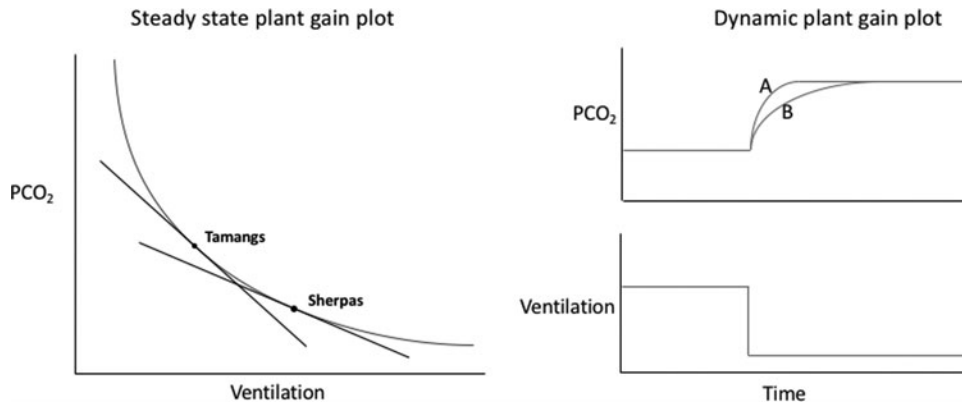 Steady state plant gain plot
PCO₂
Tamangs
Sherpas
Ventilation
Dynamic plant gain plot
PCO₂
A
B
Ventilation
Time